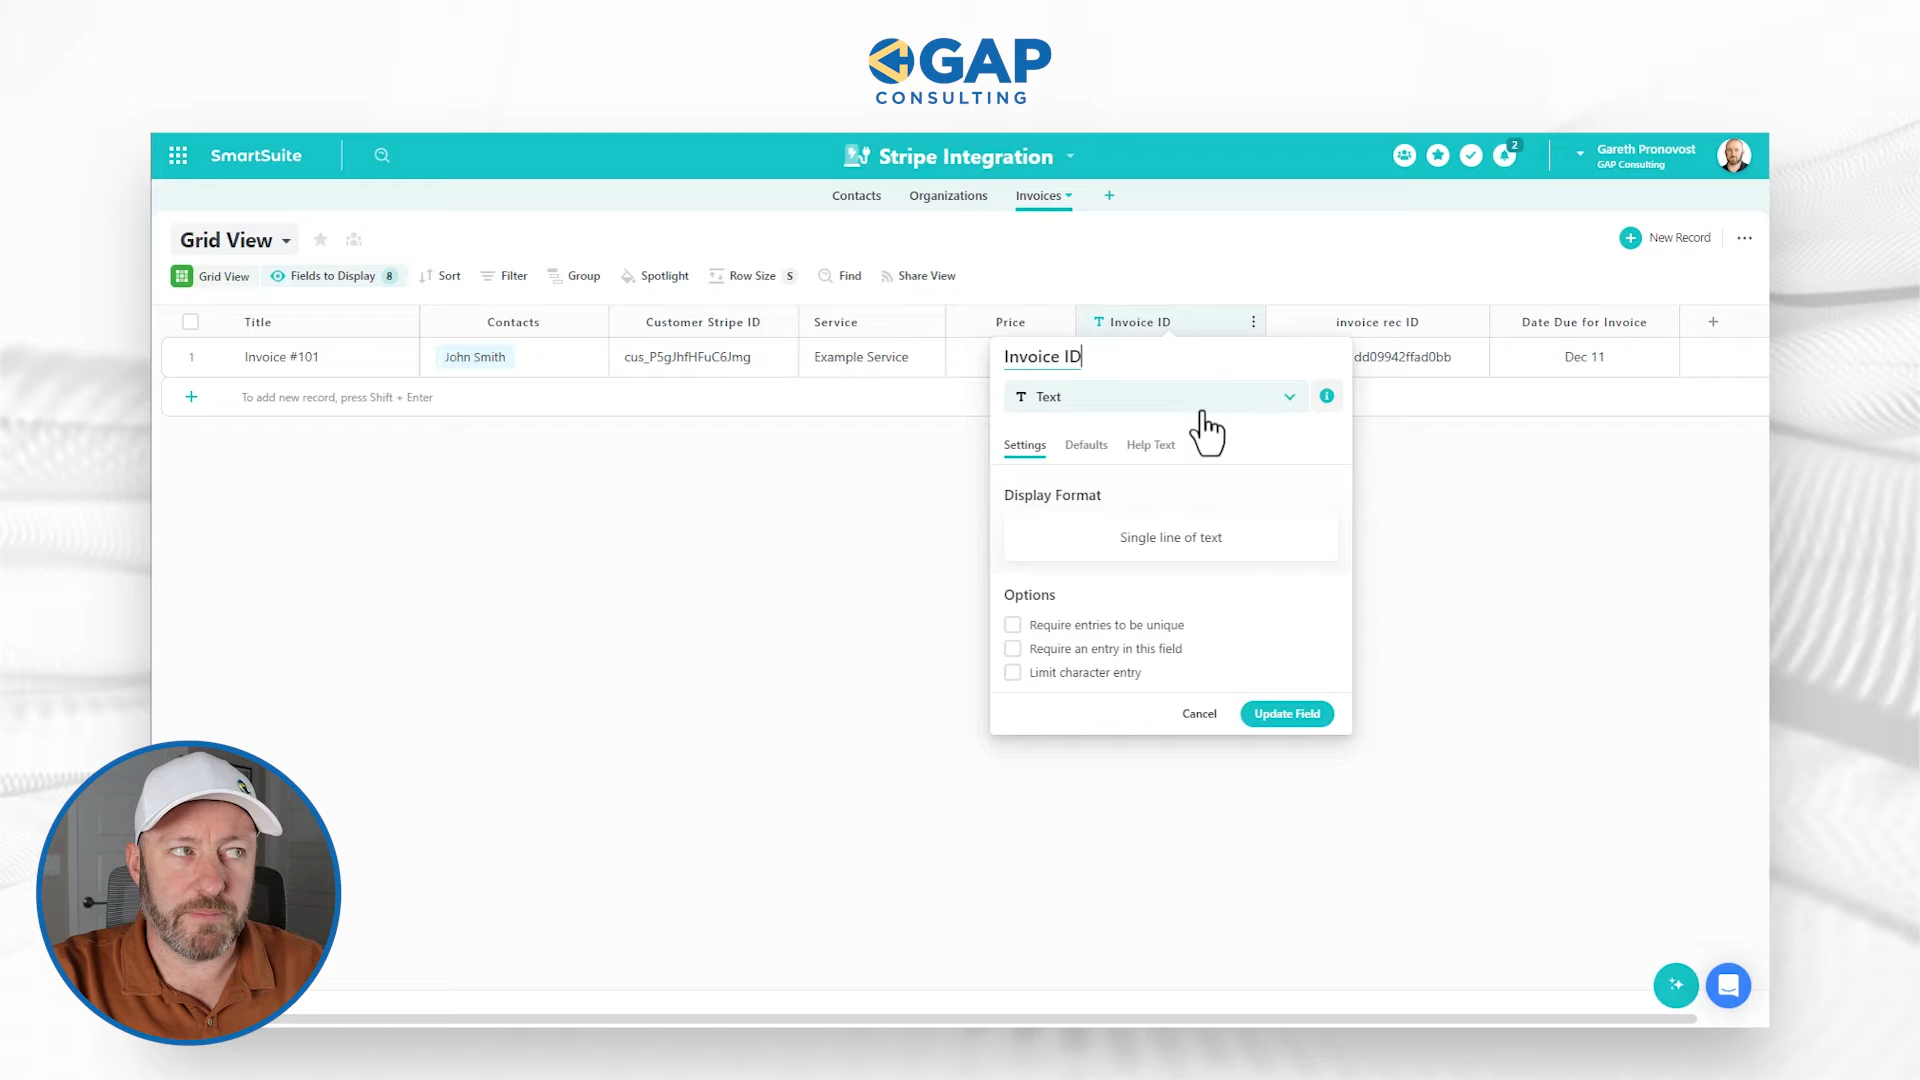 GAP
CONSULTING
SmartSuite
Stripe Integration
2
Gareth Pronovost
GAP Consulting
Contacts
Organizations
Invoices
Grid View
New Record
Grid View
Fields to Display 8
Sort
Filter
Group
Spotlight
Row Size S
Find
Share View
Title
Contacts
Customer Stripe ID
Service
Price
Invoice ID
invoice rec ID
Date Due for Invoice
1
Invoice #101
John Smith
cus_P5gJhfHFuC6Jmg
Example Service
dd09942ffad0bb
Dec 11
To add new record, press Shift + Enter
Invoice ID
Text
Settings
Defaults
Help Text
Display Format
Single line of text
Options
Require entries to be unique
Require an entry in this field
Limit character entry
Cancel
Update Field